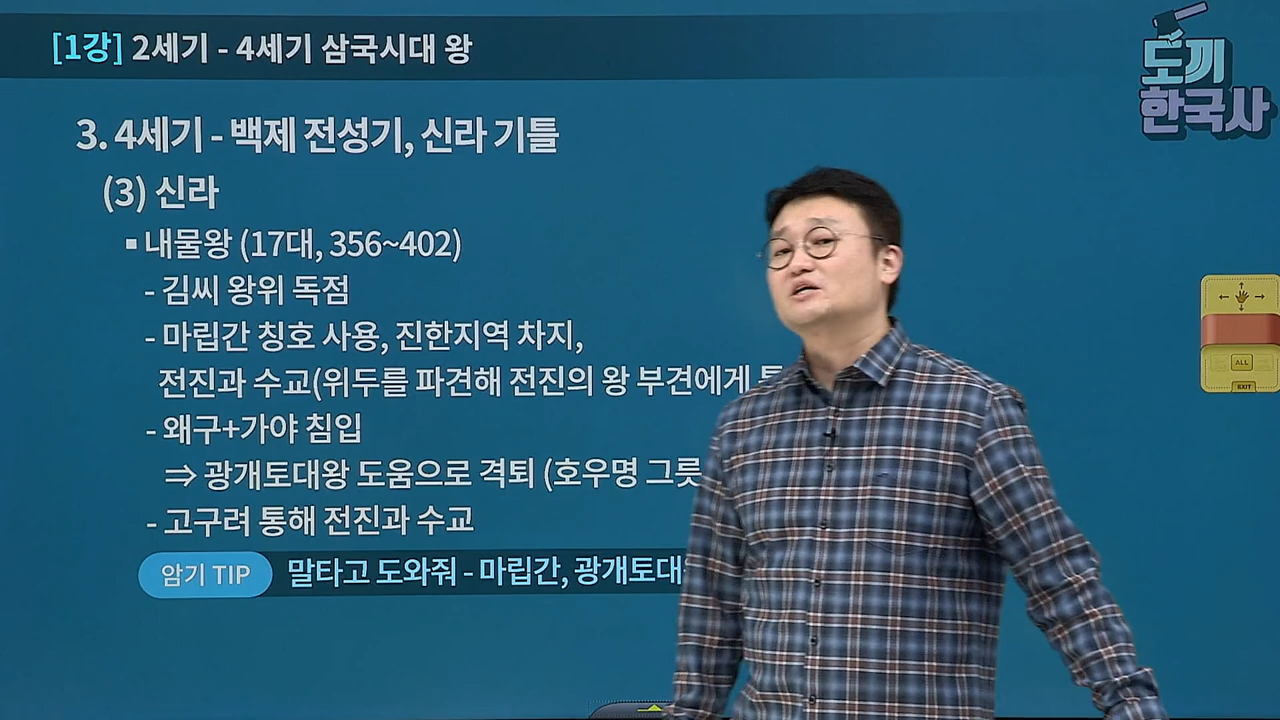 [1강] 2세기 - 4세기 삼국시대 왕
도끼
한국사
3. 4세기 - 백제 전성기, 신라 기틀
(3) 신라
▪ 내물왕 (17대, 356~402)
- 김씨 왕위 독점
- 마립간 칭호 사용, 진한지역 차지,
전진과 수교(위두를 파견해 전진의 왕 부견에게
- 왜구+가야 침입
⇒ 광개토대왕 도움으로 격퇴 (호우명 그릇
- 고구려 통해 전진과 수교
암기 TIP 말타고 도와줘 - 마립간, 광개토대
ALL
EXIT